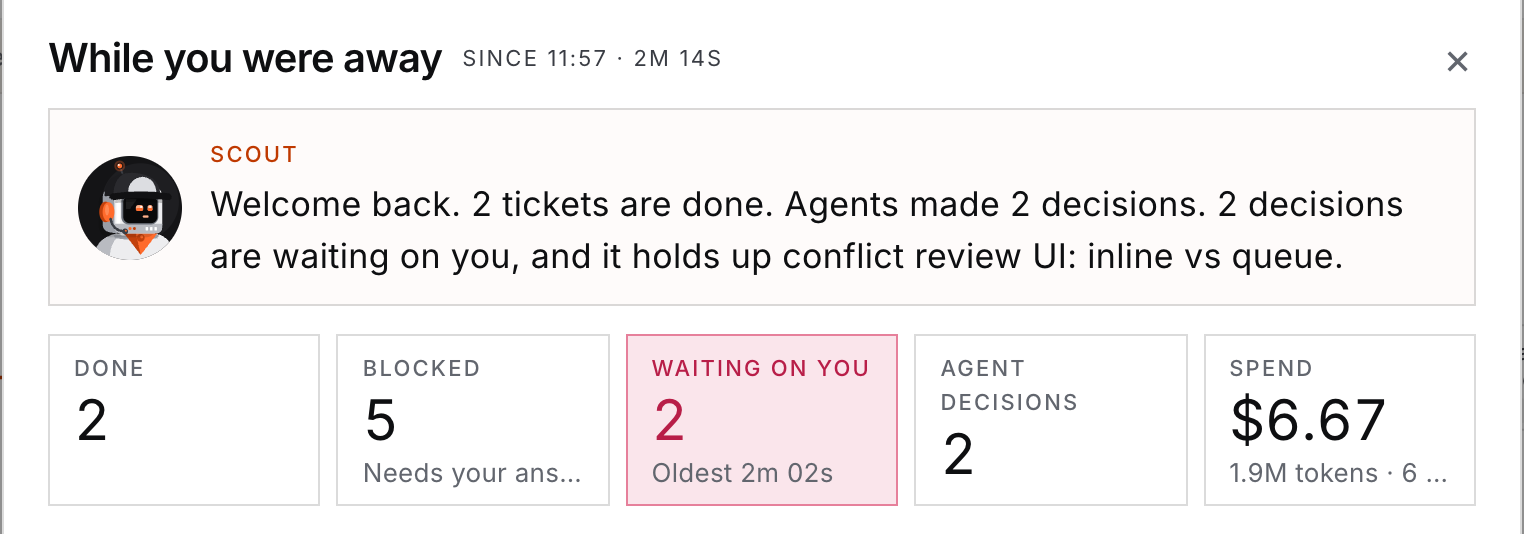 While you were away SINCE 11:57 · 2M 14S
SCOUT
Welcome back. 2 tickets are done. Agents made 2 decisions. 2 decisions
are waiting on you, and it holds up conflict review UI: inline vs queue.
DONE
2
BLOCKED
5
Needs your ans...
WAITING ON YOU
2
Oldest 2m 02s
AGENT
DECISIONS
2
SPEND
$6.67
1.9M tokens · 6 ...